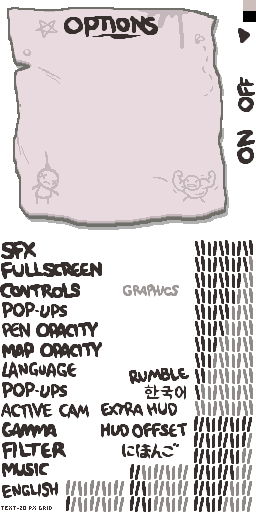 OPTIONS
OFF
ON
SFX
FULLSCREEN
CONTROLS GRAPHICS
POP-UPS
PEN OPACITY
MAP OPACITY
LANGUAGE RUMBLE
POP-UPS 한국어
ACTIVE CAM EXTRA HUD
GAMMA HUD OFFSET
FILTER にほんご
MUSIC
ENGLISH
TEXT-20 PX GRID